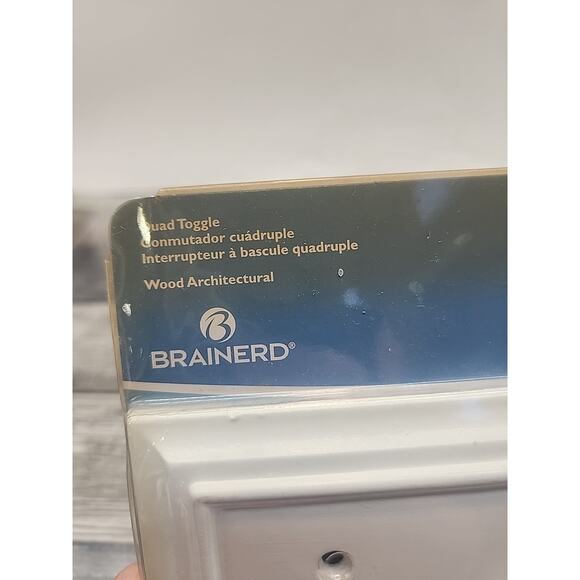 Quad Toggle
Conmutador cuádruple
Interrupteur à bascule quadruple
Wood Architectural
BRAINERD®